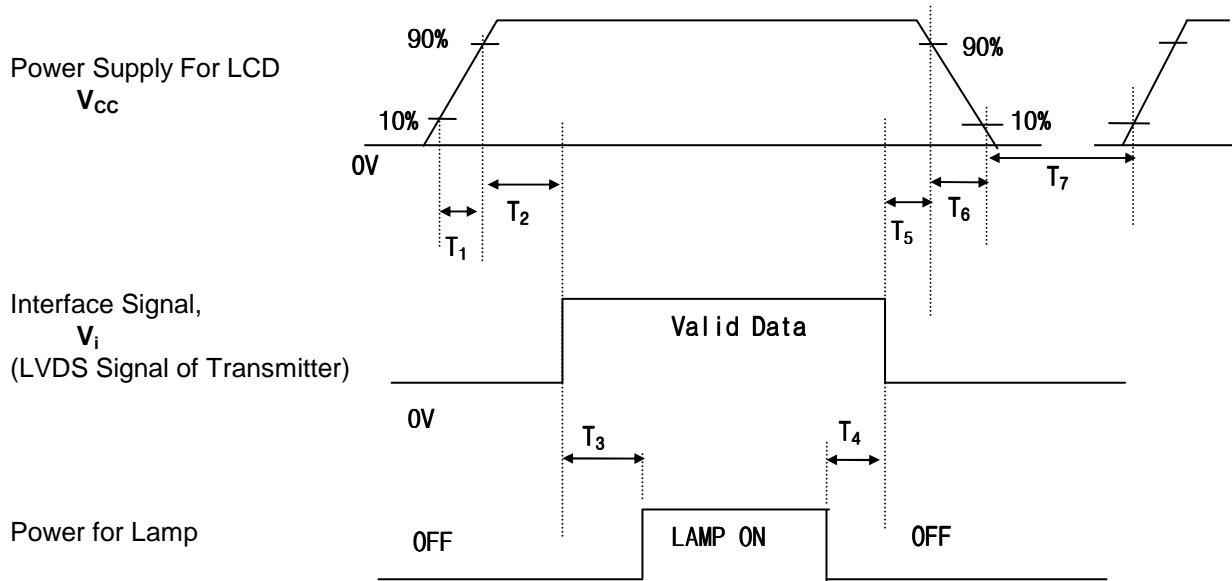 90%
90%
Power Supply For LCD
VCC
10%
10%
0V
T7
T2
T6
T1
T5
Interface Signal,
Vi
(LVDS Signal of Transmitter)
Valid Data
0V
T3
T4
Power for Lamp
OFF
LAMP ON
OFF